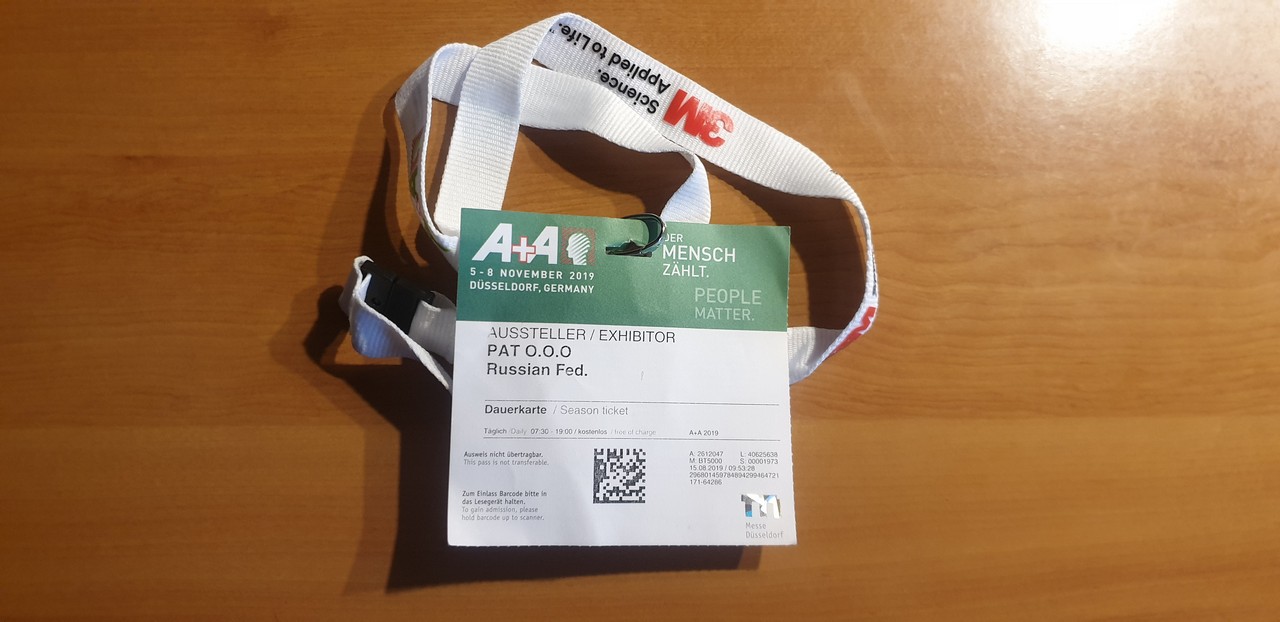 3M
Science.
Applied to Life.™
A+A
5 - 8 NOVEMBER 2019
DÜSSELDORF, GERMANY
DER
MENSCH
ZÄHLT.
PEOPLE
MATTER.
AUSSTELLER / EXHIBITOR
PAT O.O.O
Russian Fed.
Dauerkarte / Season ticket
Täglich Daily 07:30 - 19:00 / kostenlos / free of charge
A+A 2019
Ausweis nicht übertragbar.
This pass is not transferable.
Zum Einlass Barcode bitte in
das Lesegerät halten.
To gain admission, please
hold barcode up to scanner.
A: 2612047 L: 40625638
M: BT5000 S: 00001973
15.08.2019 / 09:53:28
296801459784894299464721
171-64286
Messe
Düsseldorf